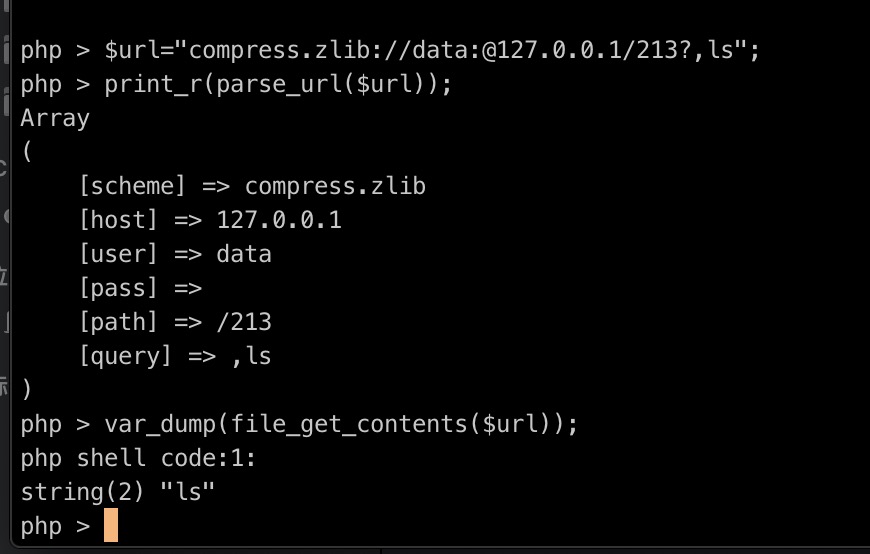 php > $url="compress.zlib://data:@127.0.0.1/213?,ls";
php > print_r(parse_url($url));
Array
(
    [scheme] => compress.zlib
    [host] => 127.0.0.1
    [user] => data
    [pass] =>
    [path] => /213
    [query] => ,ls
)
php > var_dump(file_get_contents($url));
php shell code:1:
string(2) "ls"
php >